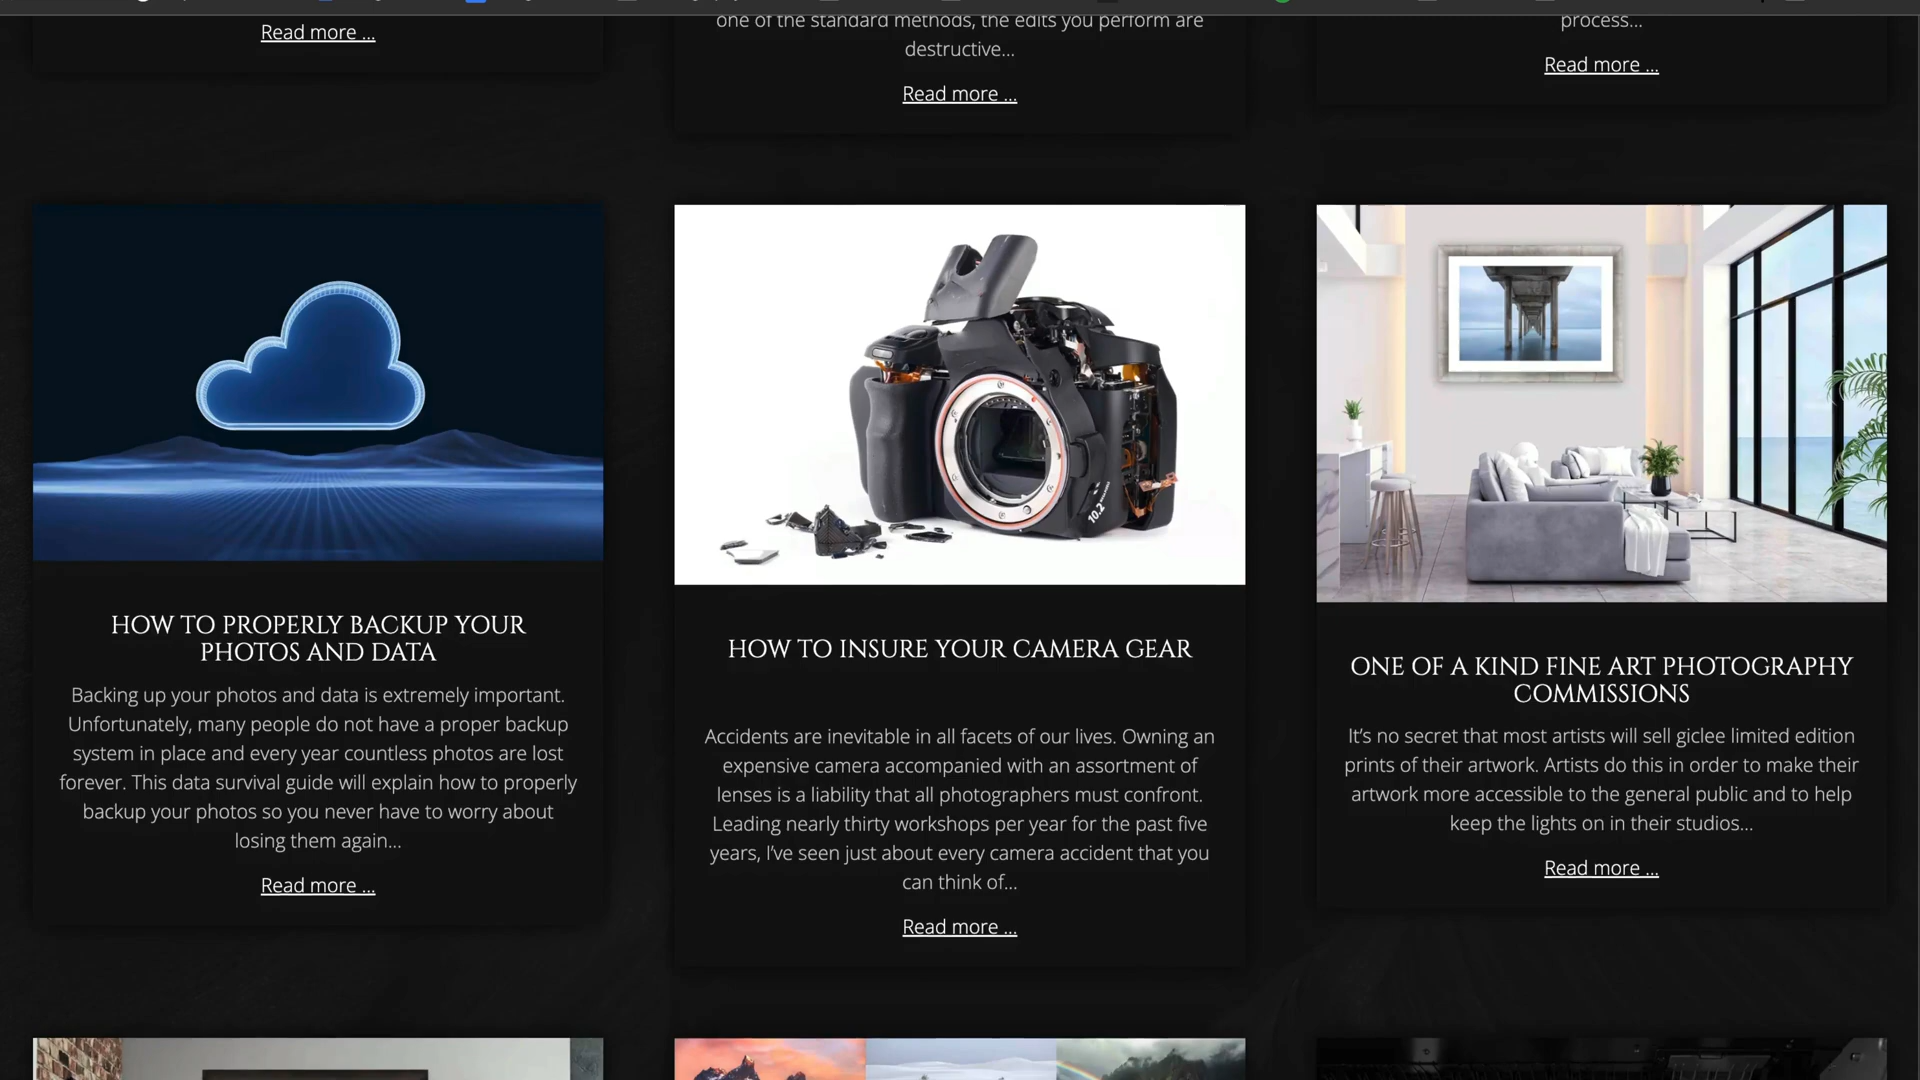 Read more ...
one of the standard methods, the edits you perform are
destructive...
Read more ...
process...
Read more ...
HOW TO PROPERLY BACKUP YOUR
PHOTOS AND DATA
Backing up your photos and data is extremely important.
Unfortunately, many people do not have a proper backup
system in place and every year countless photos are lost
forever. This data survival guide will explain how to properly
backup your photos so you never have to worry about
losing them again...
Read more ...
10.2
HOW TO INSURE YOUR CAMERA GEAR
Accidents are inevitable in all facets of our lives. Owning an
expensive camera accompanied with an assortment of
lenses is a liability that all photographers must confront.
Leading nearly thirty workshops per year for the past five
years, I've seen just about every camera accident that you
can think of...
Read more ...
ONE OF A KIND FINE ART PHOTOGRAPHY
COMMISSIONS
It's no secret that most artists will sell giclee limited edition
prints of their artwork. Artists do this in order to make their
artwork more accessible to the general public and to help
keep the lights on in their studios...
Read more ...